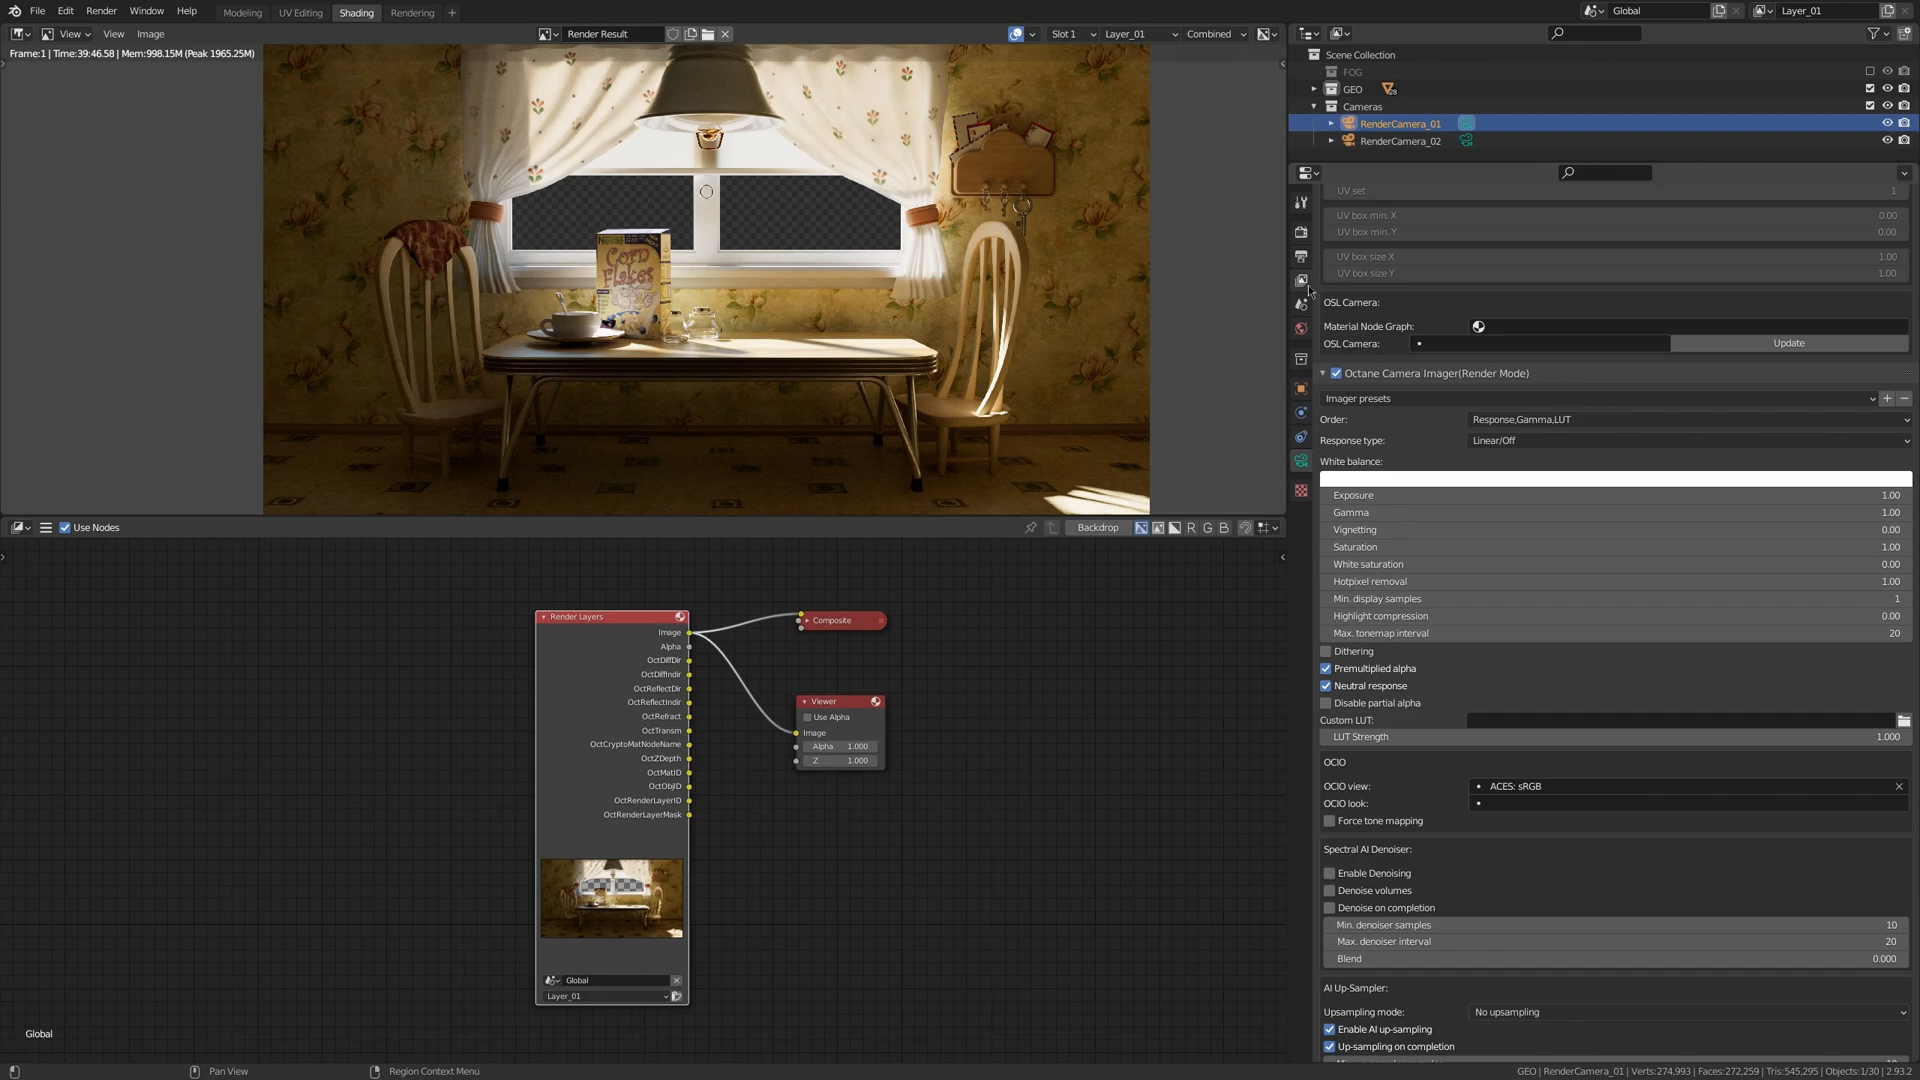 File Edit Render Window Help Modeling UV Editing Shading Rendering + Global Layer_01
View View Image Render Result Slot 1 Layer_01 Combined
Frame:1 | Time:39:46.58 | Mem:998.15M (Peak 1965.25M)
Nestle
Corn
Flakes
Scene Collection
FOG
GEO 28
Cameras
RenderCamera_01
RenderCamera_02
UV set 1
UV box min. X 0.00
UV box min. Y 0.00
UV box size X 1.00
UV box size Y 1.00
OSL Camera:
Material Node Graph:
OSL Camera: Update
Octane Camera Imager(Render Mode)
Imager presets
Order: Response,Gamma,LUT
Response type: Linear/Off
White balance:
Exposure 1.00
Gamma 1.00
Vignetting 0.00
Saturation 1.00
White saturation 0.00
Hotpixel removal 1.00
Min. display samples 1
Highlight compression 0.00
Max. tonemap interval 20
Dithering
Premultiplied alpha
Neutral response
Disable partial alpha
Custom LUT:
LUT Strength 1.000
OCIO
OCIO view: ACES: sRGB
OCIO look:
Force tone mapping
Spectral AI Denoiser:
Enable Denoising
Denoise volumes
Denoise on completion
Min. denoiser samples 10
Max. denoiser interval 20
Blend 0.000
AI Up-Sampler:
Upsampling mode: No upsampling
Enable AI up-sampling
Up-sampling on completion
Use Nodes Backdrop R G B
Render Layers
Image
Alpha
OctDiffDir
OctDiffIndir
OctReflectDir
OctReflectIndir
OctRefract
OctTransm
OctCryptoMatNodeName
OctZDepth
OctMatID
OctObjID
OctRenderLayerID
OctRenderLayerMask
Global
Layer_01
Composite
Viewer
Use Alpha
Image
Alpha 1.000
Z 1.000
Global
Pan View Region Context Menu GEO | RenderCamera_01 | Verts:274,993 | Faces:272,259 | Tris:545,295 | Objects:1/30 | 2.93.2